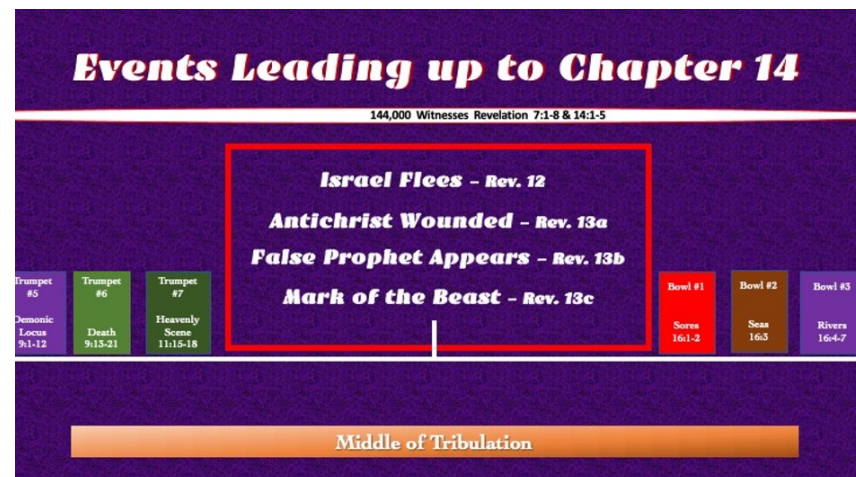 Events Leading up to Chapter 14
144,000 Witnesses Revelation 7:1-8 & 14:1-5
Israel Flees – Rev. 12
Antichrist Wounded – Rev. 13a
False Prophet Appears – Rev. 13b
Mark of the Beast – Rev. 13c
Trumpet
#5
Demonic
Locus
9:1-12
Trumpet
#6
Death
9:13-21
Trumpet
#7
Heavenly
Scene
11:15-18
Bowl #1
Sores
16:1-2
Bowl #2
Seas
16:3
Bowl #3
Rivers
16:4-7
Middle of Tribulation